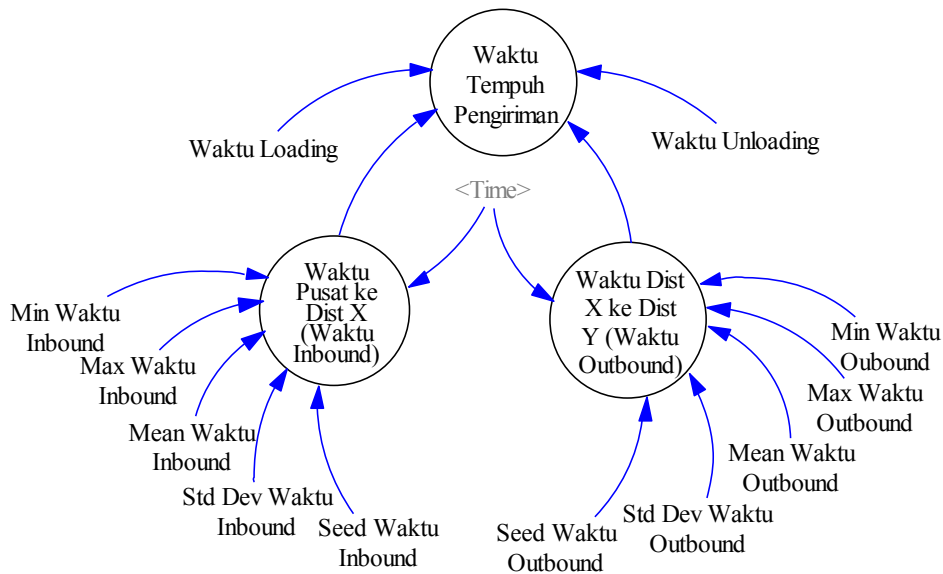 Waktu
Tempuh
Pengiriman
Waktu Loading
Waktu Unloading
<Time>
Waktu
Pusat ke
Dist X
(Waktu
Inbound)
Waktu Dist
X ke Dist
Y (Waktu
Outbound)
Min Waktu
Inbound
Max Waktu
Inbound
Mean Waktu
Inbound
Std Dev Waktu
Inbound
Seed Waktu
Inbound
Min Waktu
Oubound
Max Waktu
Outbound
Mean Waktu
Outbound
Std Dev Waktu
Outbound
Seed Waktu
Outbound